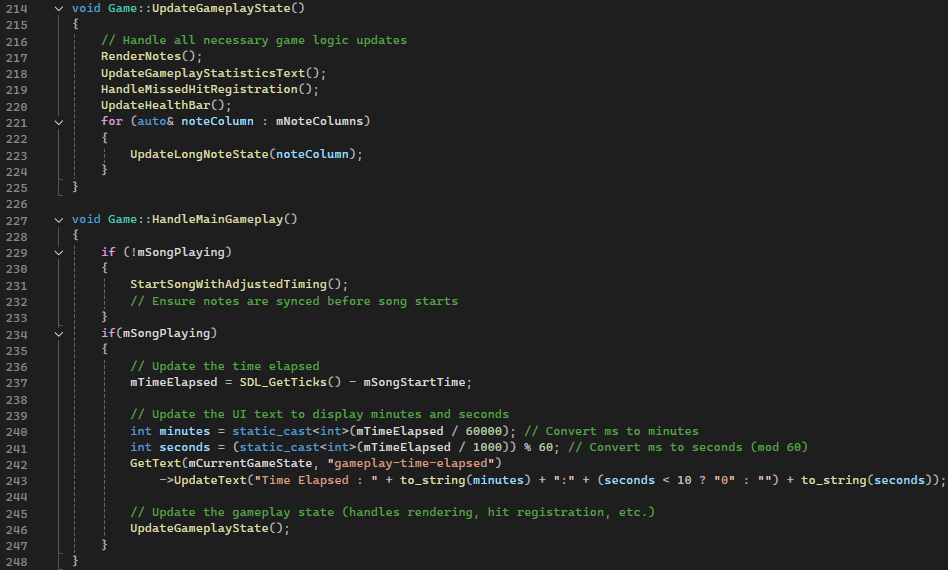 214 void Game::UpdateGameplayState()
215 {
216 // Handle all necessary game logic updates
217 RenderNotes();
218 UpdateGameplayStatisticsText();
219 HandleMissedHitRegistration();
220 UpdateHealthBar();
221 for (auto& noteColumn : mNoteColumns)
222 {
223 UpdateLongNoteState(noteColumn);
224 }
225 }
226
227 void Game::HandleMainGameplay()
228 {
229 if (!mSongPlaying)
230 {
231 StartSongWithAdjustedTiming();
232 // Ensure notes are synced before song starts
233 }
234 if(mSongPlaying)
235 {
236 // Update the time elapsed
237 mTimeElapsed = SDL_GetTicks() - mSongStartTime;
238
239 // Update the UI text to display minutes and seconds
240 int minutes = static_cast<int>(mTimeElapsed / 60000); // Convert ms to minutes
241 int seconds = (static_cast<int>(mTimeElapsed / 1000)) % 60; // Convert ms to seconds (mod 60)
242 GetText(mCurrentGameState, "gameplay-time-elapsed")
243 ->UpdateText("Time Elapsed : " + to_string(minutes) + ":" + (seconds < 10 ? "0" : "") + to_string(seconds));
244
245 // Update the gameplay state (handles rendering, hit registration, etc.)
246 UpdateGameplayState();
247 }
248 }